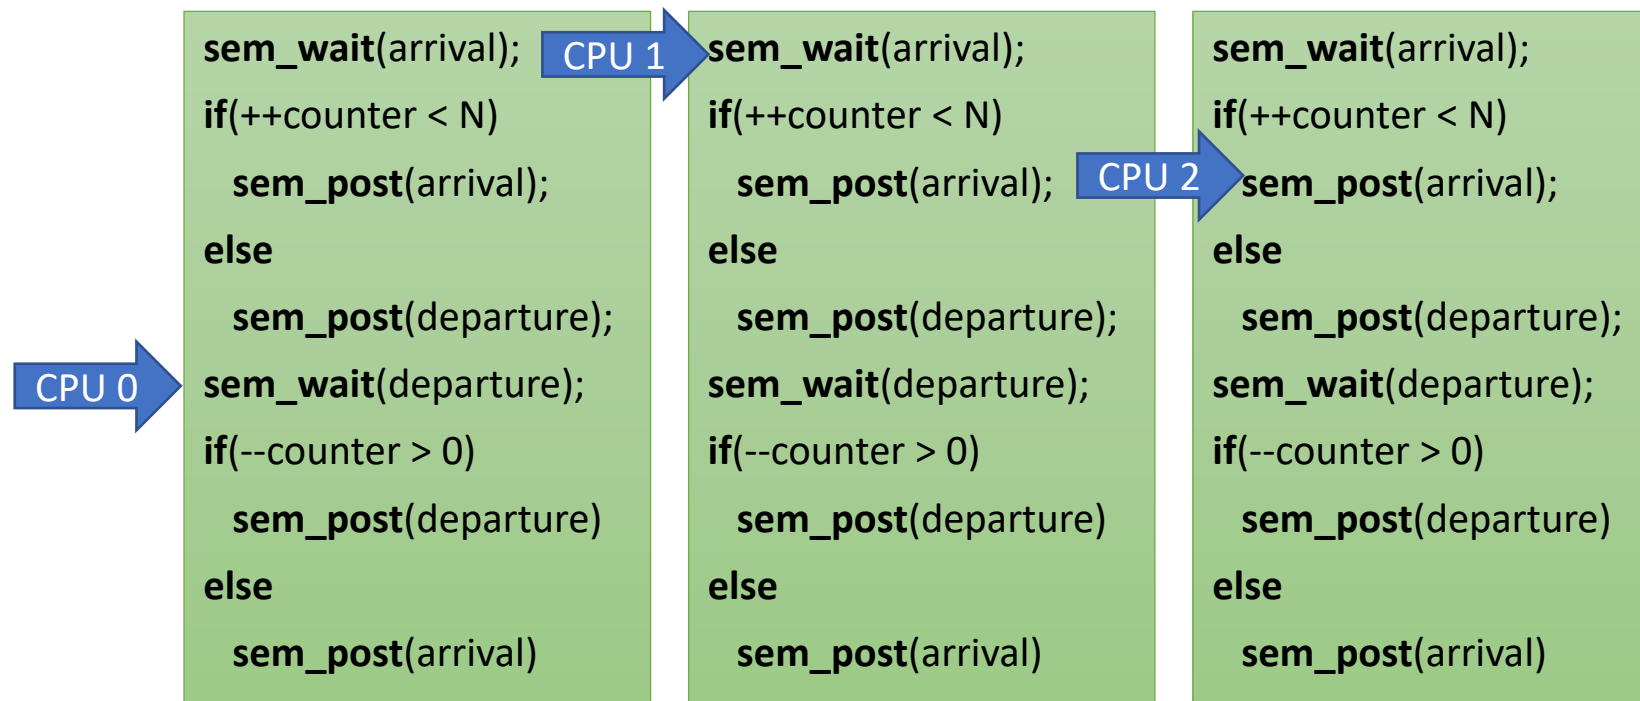 sem_wait(arrival);
if(++counter < N)
sem_post(arrival);
else
sem_post(departure);
CPU 0
sem_wait(departure);
if(--counter > 0)
sem_post(departure)
else
sem_post(arrival)
CPU 1
sem_wait(arrival);
if(++counter < N)
sem_post(arrival);
else
sem_post(departure);
sem_wait(departure);
if(--counter > 0)
sem_post(departure)
else
sem_post(arrival)
sem_wait(arrival);
if(++counter < N)
CPU 2
sem_post(arrival);
else
sem_post(departure);
sem_wait(departure);
if(--counter > 0)
sem_post(departure)
else
sem_post(arrival)